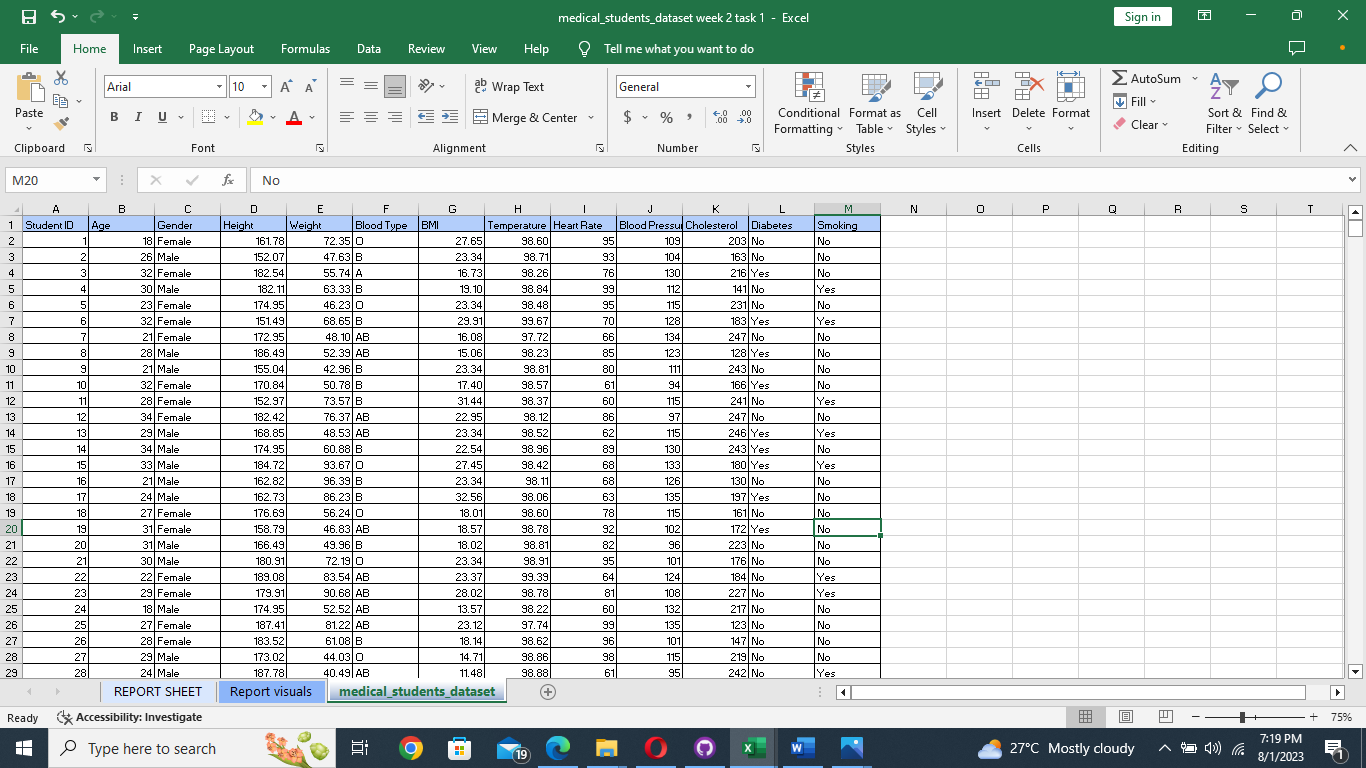 medical_students_dataset week 2 task 1 - Excel
Sign in
File Home Insert Page Layout Formulas Data Review View Help Tell me what you want to do
Paste
Clipboard
Arial 10 A A
B I U A
Font
ab Wrap Text
Merge & Center
Alignment
General
$ % ,
Number
Conditional Formatting
Format as Table
Cell Styles
Styles
Insert Delete Format
Cells
AutoSum
Fill
Clear
Sort & Filter
Find & Select
Editing
M20 fx No
A B C D E F G H I J K L M N O P Q R S T
1 Student ID Age Gender Height Weight Blood Type BMI Temperature Heart Rate Blood Pressu Cholesterol Diabetes Smoking
2 1 18 Female 161.78 72.35 O 27.65 98.60 95 109 203 No No
3 2 26 Male 152.07 47.63 B 23.34 98.71 93 104 163 No No
4 3 32 Female 182.54 55.74 A 16.73 98.26 76 130 216 Yes No
5 4 30 Male 182.11 63.33 B 19.10 98.84 99 112 141 No Yes
6 5 23 Female 174.95 46.23 O 23.34 98.48 95 115 231 No No
7 6 32 Female 151.49 68.65 B 29.91 99.67 70 128 183 Yes Yes
8 7 21 Female 172.95 48.10 AB 16.08 97.72 66 134 247 No No
9 8 28 Male 186.49 52.39 AB 15.06 98.23 85 123 128 Yes No
10 9 21 Male 155.04 42.96 B 23.34 98.81 80 111 243 No No
11 10 32 Female 170.84 50.78 B 17.40 98.57 61 94 166 Yes No
12 11 28 Female 152.97 73.57 B 31.44 98.37 60 115 241 No Yes
13 12 34 Female 182.42 76.37 AB 22.95 98.12 86 97 247 No No
14 13 29 Male 168.85 48.53 AB 23.34 98.52 62 115 246 Yes Yes
15 14 34 Male 174.95 60.88 B 22.54 98.96 89 130 243 Yes No
16 15 33 Male 184.72 93.67 O 27.45 98.42 68 133 180 Yes Yes
17 16 21 Male 162.82 96.39 B 23.34 98.11 68 126 130 No No
18 17 24 Male 162.73 86.23 B 32.56 98.06 63 135 197 Yes No
19 18 27 Female 176.69 56.24 O 18.01 98.60 78 115 161 No No
20 19 31 Female 158.79 46.83 AB 18.57 98.78 92 102 172 Yes No
21 20 31 Male 166.49 49.96 B 18.02 98.81 82 96 223 No No
22 21 30 Male 180.91 72.19 O 23.34 98.91 95 101 176 No No
23 22 22 Female 189.08 83.54 AB 23.37 99.39 64 124 184 No Yes
24 23 29 Female 179.91 90.68 AB 28.02 98.78 81 108 227 No Yes
25 24 18 Male 174.95 52.52 AB 13.57 98.22 60 132 217 No No
26 25 27 Female 187.41 81.22 AB 23.12 97.74 99 135 123 No No
27 26 28 Female 183.52 61.08 B 18.14 98.62 96 101 147 No No
28 27 29 Male 173.02 44.03 O 14.71 98.86 98 115 219 No No
29 28 24 Male 187.78 40.49 AB 11.48 98.88 61 95 242 No Yes
REPORT SHEET Report visuals medical_students_dataset
Ready Accessibility: Investigate 75%
Type here to search 19 27°C Mostly cloudy 7:19 PM
8/1/2023 1